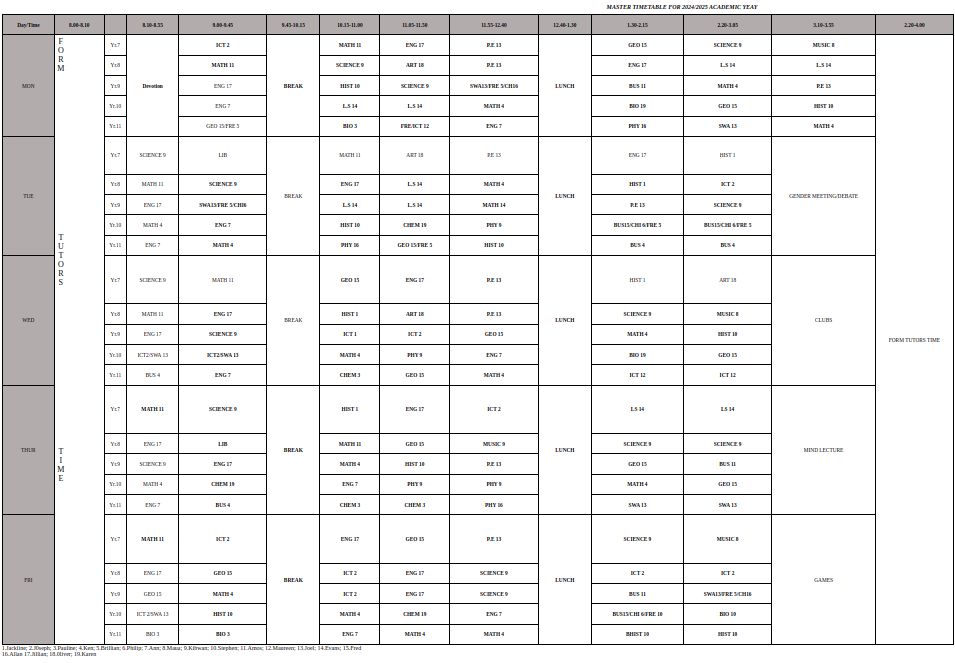 MASTER TIMETABLE FOR 2024/2025 ACADEMIC YEAY
Day/Time 8.00-8.10 8.10-8.55 9.00-9.45 9.45-10.15 10.15-11.00 11.05-11.50 11.55-12.40 12.40-1.30 1.30-2.15 2.20-3.05 3.10-3.55 2.20-4.00
MON FORM TUTORS TIME Yr.7 Devotion ICT 2 BREAK MATH 11 ENG 17 P.E 13 LUNCH GEO 15 SCIENCE 9 MUSIC 8 FORM TUTORS TIME
Yr.8 MATH 11 SCIENCE 9 ART 18 P.E 13 ENG 17 L.S 14 L.S 14
Yr.9 ENG 17 HIST 10 SCIENCE 9 SWA13/FRE 5/CH16 BUS 11 MATH 4 P.E 13
Yr.10 ENG 7 L.S 14 L.S 14 MATH 4 BIO 19 GEO 15 HIST 10
Yr.11 GEO 15/FRE 5 BIO 3 FRE/ICT 12 ENG 7 PHY 16 SWA 13 MATH 4
TUE Yr.7 SCIENCE 9 LIB BREAK MATH 11 ART 18 P.E 13 LUNCH ENG 17 HIST 1 GENDER MEETING/DEBATE
Yr.8 MATH 11 SCIENCE 9 ENG 17 L.S 14 MATH 4 HIST 1 ICT 2
Yr.9 ENG 17 SWA13/FRE 5/CH16 L.S 14 L.S 14 MATH 14 P.E 13 SCIENCE 9
Yr.10 MATH 4 ENG 7 HIST 10 CHEM 19 PHY 9 BUS15/CHI 6/FRE 5 BUS15/CHI 6/FRE 5
Yr.11 ENG 7 MATH 4 PHY 16 GEO 15/FRE 5 HIST 10 BUS 4 BUS 4
WED Yr.7 SCIENCE 9 MATH 11 BREAK GEO 15 ENG 17 P.E 13 LUNCH HIST 1 ART 18 CLUBS
Yr.8 MATH 11 ENG 17 HIST 1 ART 18 P.E 13 SCIENCE 9 MUSIC 8
Yr.9 ENG 17 SCIENCE 9 ICT 1 ICT 2 GEO 15 MATH 4 HIST 10
Yr.10 ICT2/SWA 13 ICT2/SWA 13 MATH 4 PHY 9 ENG 7 BIO 19 GEO 15
Yr.11 BUS 4 ENG 7 CHEM 3 GEO 15 MATH 4 ICT 12 ICT 12
THUR Yr.7 MATH 11 SCIENCE 9 BREAK HIST 1 ENG 17 ICT 2 LUNCH LS 14 LS 14 MIND LECTURE
Yr.8 ENG 17 LIB MATH 11 GEO 15 MUSIC 9 SCIENCE 9 SCIENCE 9
Yr.9 SCIENCE 9 ENG 17 MATH 4 HIST 10 P.E 13 GEO 15 BUS 11
Yr.10 MATH 4 CHEM 19 ENG 7 PHY 9 PHY 9 MATH 4 GEO 15
Yr.11 ENG 7 BUS 4 CHEM 3 CHEM 3 PHY 16 SWA 13 SWA 13
FRI Yr.7 MATH 11 ICT 2 BREAK ENG 17 GEO 15 P.E 13 LUNCH SCIENCE 9 MUSIC 8 GAMES
Yr.8 ENG 17 GEO 15 ICT 2 ENG 17 SCIENCE 9 ICT 2 ICT 2
Yr.9 GEO 15 MATH 4 ICT 2 ENG 17 SCIENCE 9 BUS 11 SWA13/FRE 5/CH16
Yr.10 ICT 2/SWA 13 HIST 10 MATH 4 CHEM 19 ENG 7 BUS15/CHI 6/FRE 10 BIO 10
Yr.11 BIO 3 BIO 3 ENG 7 MATH 4 MATH 4 BHIST 10 HIST 10
1.Jackline; 2.Joseph; 3.Pauline; 4.Ken; 5.Brillian; 6.Philip; 7.Ann; 8.Maua; 9.Kibwan; 10.Stephen; 11.Amos; 12.Maureen; 13.Joel; 14.Evans; 15.Fred
16.Allan 17.Jilian; 18.Oliver; 19.Karen